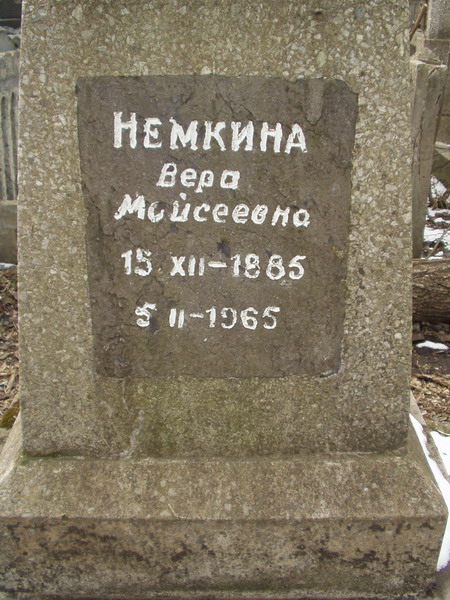 НЕМКИНА
Вера
Мойсеевна
15 XII-1885
5 II-1965